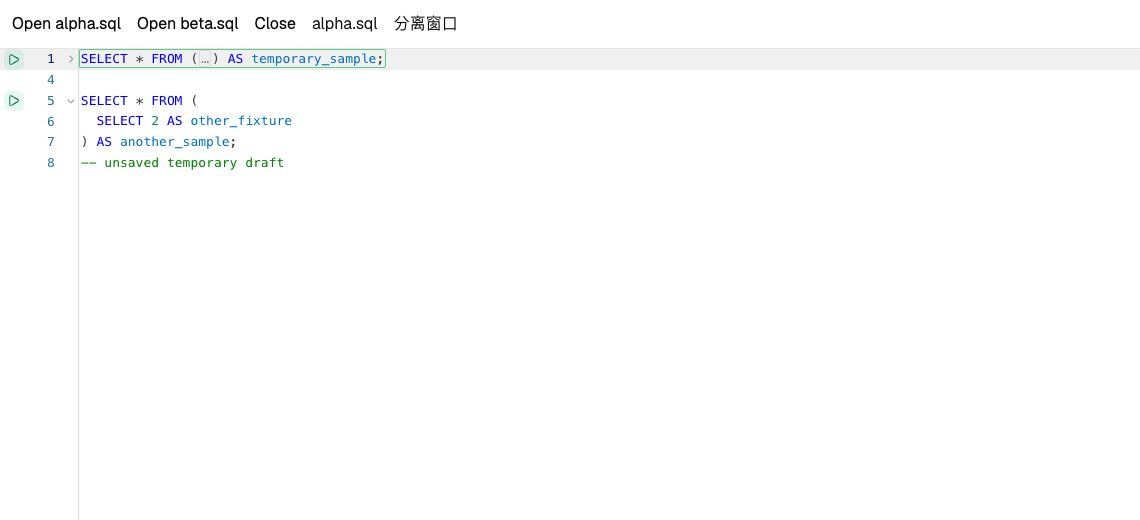 Open alpha.sql Open beta.sql Close alpha.sql 分离窗口
1 SELECT * FROM (…) AS temporary_sample;
4
5 SELECT * FROM (
6 SELECT 2 AS other_fixture
7 ) AS another_sample;
8 -- unsaved temporary draft